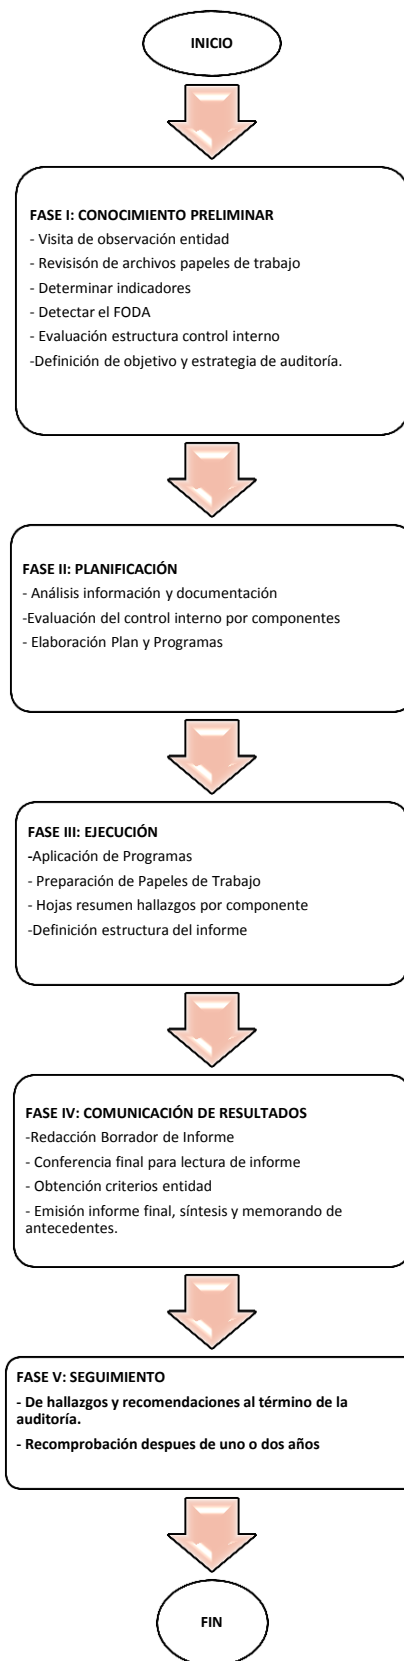 INICIO
FASE I: CONOCIMIENTO PRELIMINAR
- Visita de observación entidad
- Revisisón de archivos papeles de trabajo
- Determinar indicadores
- Detectar el FODA
- Evaluación estructura control interno
-Definición de objetivo y estrategia de auditoría.
FASE II: PLANIFICACIÓN
- Análisis información y documentación
-Evaluación del control interno por componentes
- Elaboración Plan y Programas
FASE III: EJECUCIÓN
-Aplicación de Programas
- Preparación de Papeles de Trabajo
- Hojas resumen hallazgos por componente
-Definición estructura del informe
FASE IV: COMUNICACIÓN DE RESULTADOS
-Redacción Borrador de Informe
- Conferencia final para lectura de informe
- Obtención criterios entidad
- Emisión informe final, síntesis y memorando de
antecedentes.
FASE V: SEGUIMIENTO
- De hallazgos y recomendaciones al término de la
auditoría.
- Recomprobación despues de uno o dos años
FIN